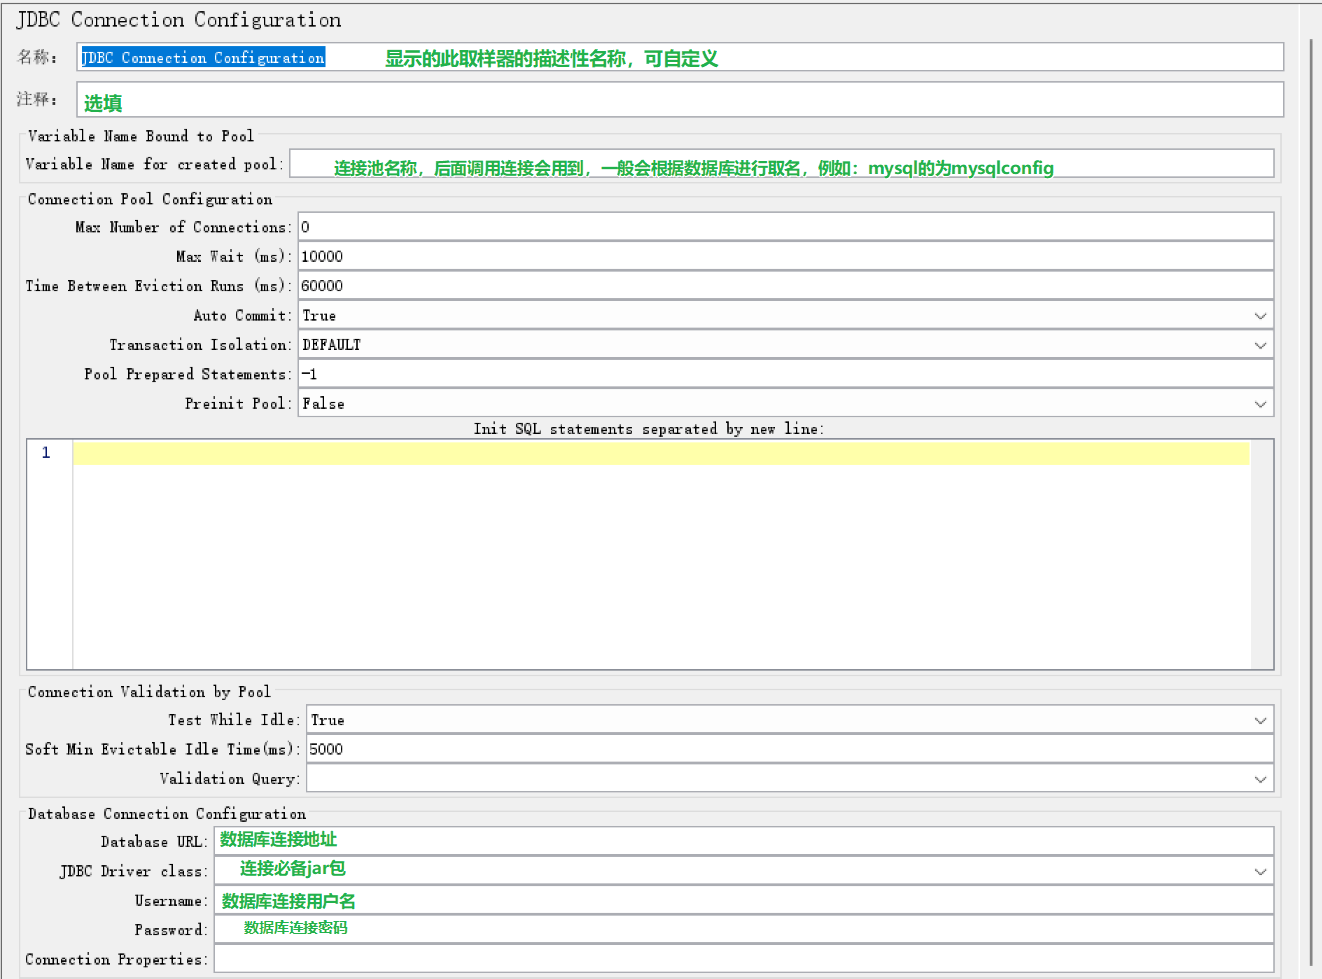 JDBC Connection Configuration
名称： JDBC Connection Configuration 显示的此取样器的描述性名称，可自定义
注释： 选填
Variable Name Bound to Pool
Variable Name for created pool: 连接池名称，后面调用连接会用到，一般会根据数据库进行取名，例如：mysql的为mysqlconfig
Connection Pool Configuration
Max Number of Connections: 0
Max Wait (ms): 10000
Time Between Eviction Runs (ms): 60000
Auto Commit: True
Transaction Isolation: DEFAULT
Pool Prepared Statements: -1
Preinit Pool: False
Init SQL statements separated by new line:
1
Connection Validation by Pool
Test While Idle: True
Soft Min Evictable Idle Time(ms): 5000
Validation Query:
Database Connection Configuration
Database URL: 数据库连接地址
JDBC Driver class: 连接必备jar包
Username: 数据库连接用户名
Password: 数据库连接密码
Connection Properties: